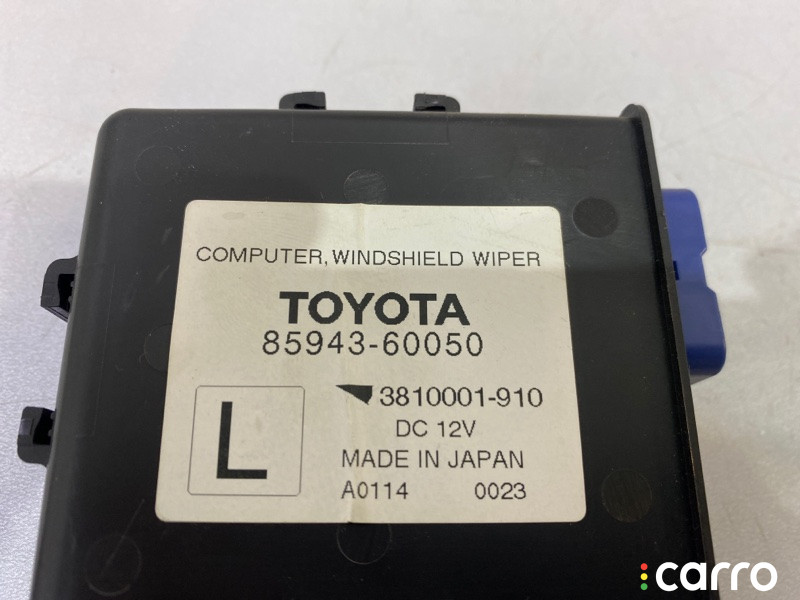 COMPUTER, WINDSHIELD WIPER
TOYOTA
85943-60050
L
3810001-910
DC 12V
MADE IN JAPAN
A0114 0023
carro